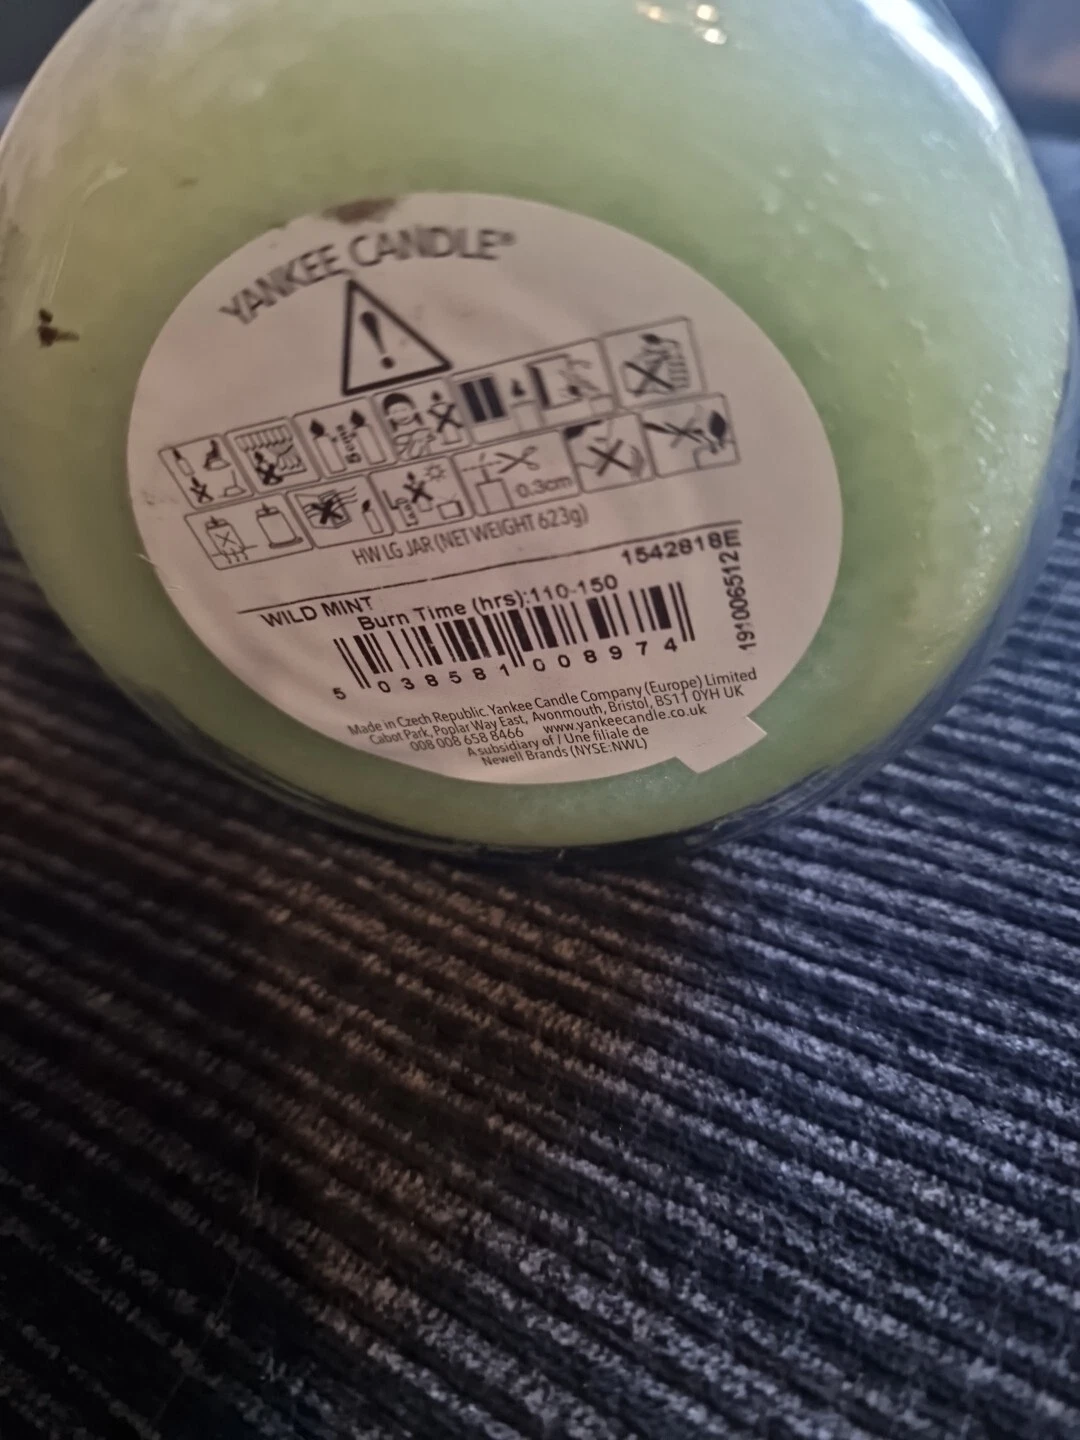 YANKEE CANDLE®
8cm
0.3cm
HW LG JAR (NET WEIGHT 623g)
1542818E
WILD MINT
Burn Time (hrs):110-150
191006512
5 038581 008974
Made in Czech Republic. Yankee Candle Company (Europe) Limited
Cabot Park, Poplar Way East, Avonmouth, Bristol, BS11 0YH UK
008 008 658 8466 www.yankeecandle.co.uk
A subsidiary of / Une filiale de
Newell Brands (NYSE:NWL)